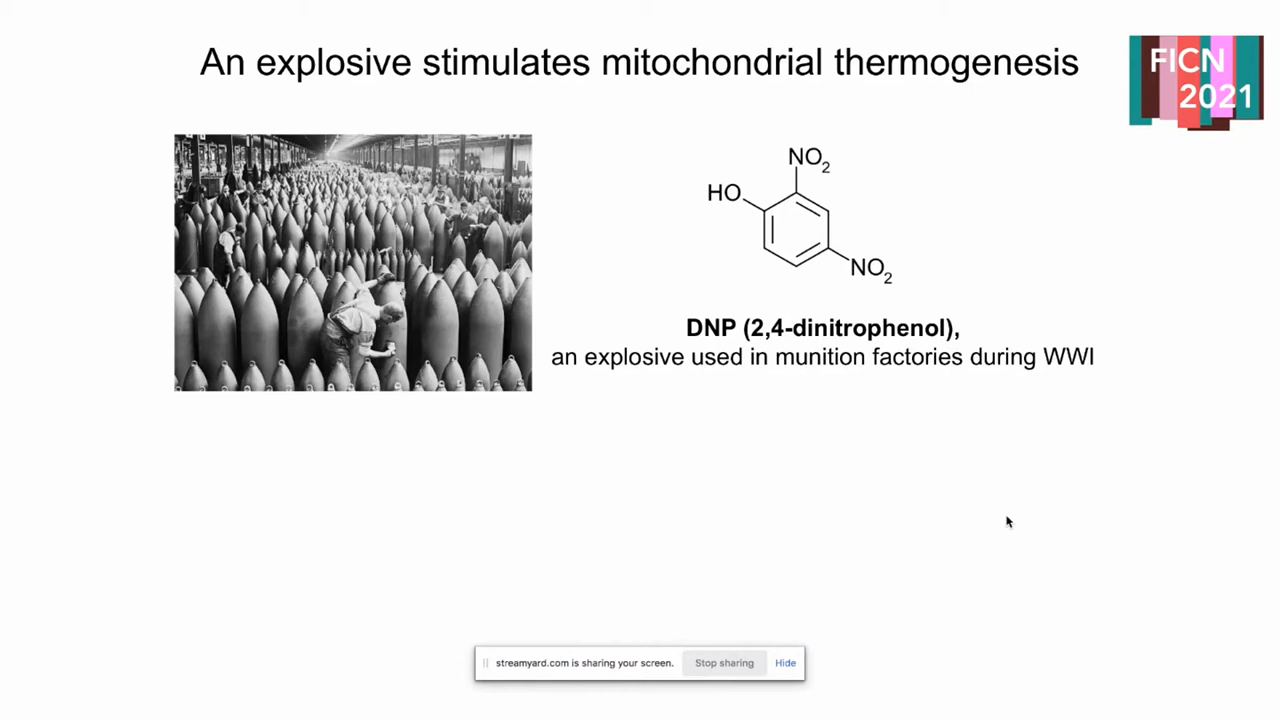 An explosive stimulates mitochondrial thermogenesis
FICN
2021
NO2
HO
NO2
DNP (2,4-dinitrophenol),
an explosive used in munition factories during WWI
streamyard.com is sharing your screen. Stop sharing Hide